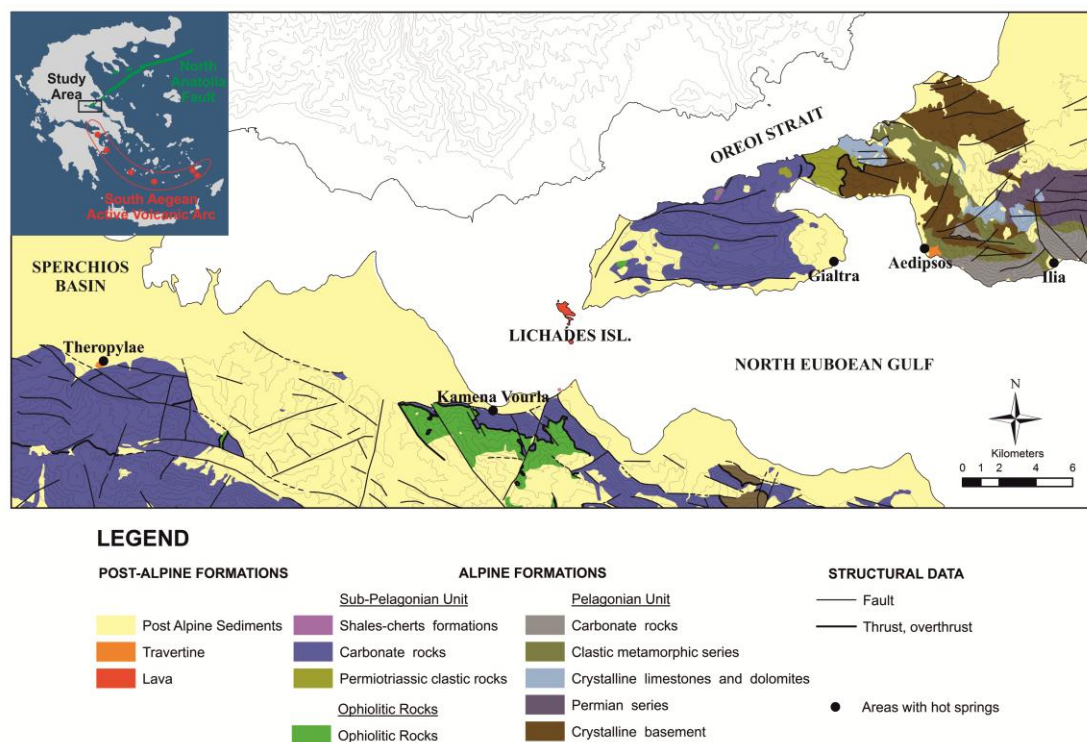 Study
Area
North
Anatolia
Fault
South Aegean
Active Volcanic Arc
OREOI STRAIT
SPERCHIOS
BASIN
Gialtra
Aedipsos
Ilia
LICHADES ISL.
Theropylae
NORTH EUBOEAN GULF
Kamena Vourla
N
Kilometers
0 1 2 4 6
LEGEND
POST-ALPINE FORMATIONS
Post Alpine Sediments
Travertine
Lava
ALPINE FORMATIONS
Sub-Pelagonian Unit
Shales-cherts formations
Carbonate rocks
Permiotriassic clastic rocks
Ophiolitic Rocks
Ophiolitic Rocks
Pelagonian Unit
Carbonate rocks
Clastic metamorphic series
Crystalline limestones and dolomites
Permian series
Crystalline basement
STRUCTURAL DATA
Fault
Thrust, overthrust
Areas with hot springs